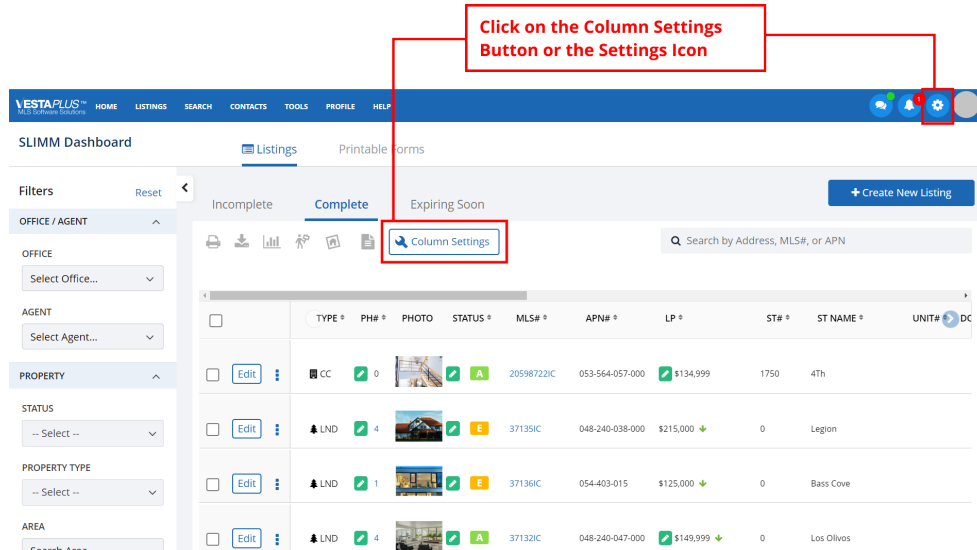 Click on the Column Settings
Button or the Settings Icon
VESTAPLUS™
MLS Software Solutions
HOME LISTINGS SEARCH CONTACTS TOOLS PROFILE HELP
1
SLIMM Dashboard
Listings Printable Forms
Filters Reset
Incomplete Complete Expiring Soon
+ Create New Listing
OFFICE / AGENT
Column Settings
Search by Address, MLS#, or APN
OFFICE
Select Office...
AGENT
Select Agent...
TYPE PH# PHOTO STATUS MLS# APN# LP ST# ST NAME UNIT# DC
PROPERTY
Edit CC 0 A 20598722IC 053-564-057-000 $134,999 1750 4Th
STATUS
-- Select --
Edit LND 4 E 37135IC 048-240-038-000 $215,000 0 Legion
PROPERTY TYPE
-- Select --
Edit LND 1 E 37136IC 054-403-015 $125,000 0 Bass Cove
AREA
Search Area
Edit LND 4 A 37132IC 048-240-047-000 $149,999 0 Los Olivos